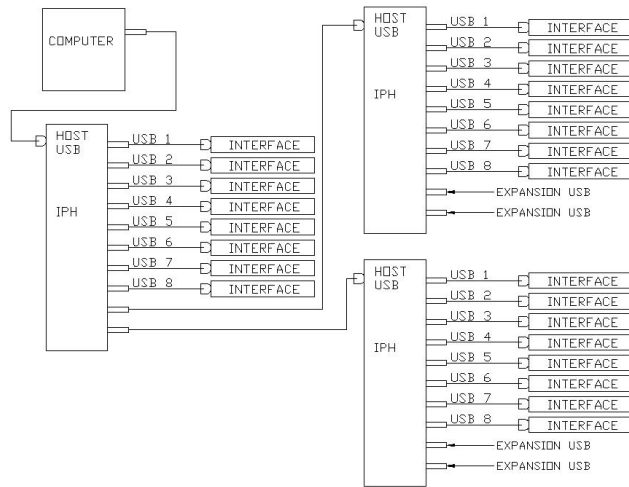 COMPUTER
HOST
USB
IPH
USB 1 INTERFACE
USB 2 INTERFACE
USB 3 INTERFACE
USB 4 INTERFACE
USB 5 INTERFACE
USB 6 INTERFACE
USB 7 INTERFACE
USB 8 INTERFACE
HOST
USB
IPH
USB 1 INTERFACE
USB 2 INTERFACE
USB 3 INTERFACE
USB 4 INTERFACE
USB 5 INTERFACE
USB 6 INTERFACE
USB 7 INTERFACE
USB 8 INTERFACE
EXPANSION USB
EXPANSION USB
HOST
USB
IPH
USB 1 INTERFACE
USB 2 INTERFACE
USB 3 INTERFACE
USB 4 INTERFACE
USB 5 INTERFACE
USB 6 INTERFACE
USB 7 INTERFACE
USB 8 INTERFACE
EXPANSION USB
EXPANSION USB